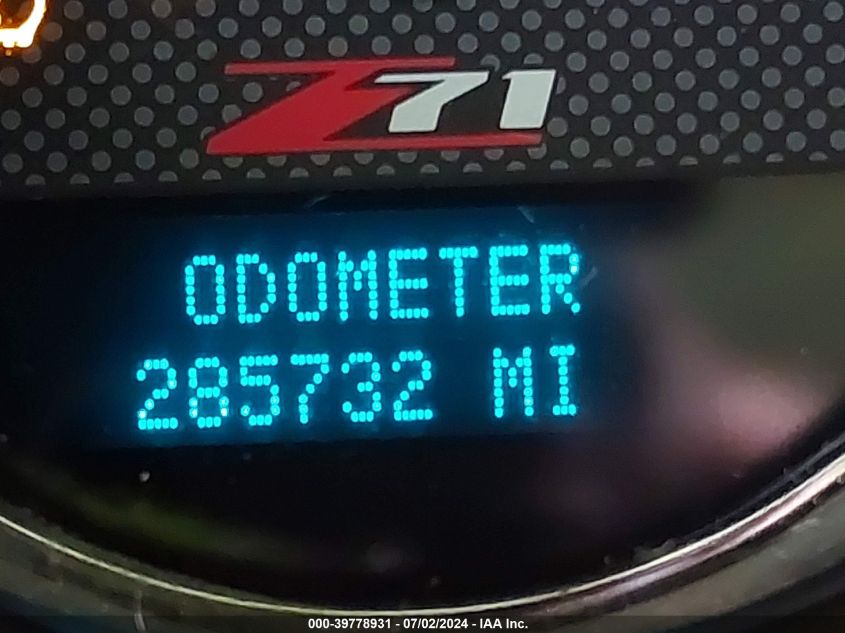 Z71
ODOMETER
285732 MI
000-39778931 - 07/02/2024 - IAA Inc.